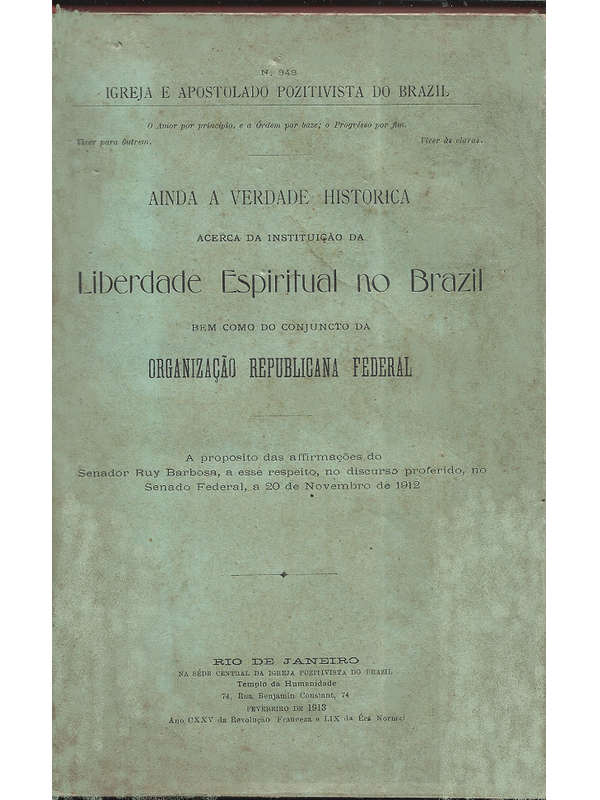 N. 343
IGREJA E APOSTOLADO POZITIVISTA DO BRAZIL
O Amor por principio, e a Órdem por baze; o Progrésso por fim.
Viver para Outrem. Viver ás claras.
AINDA A VERDADE HISTORICA
ACERCA DA INSTITUIÇÃO DA
Liberdade Espiritual no Brazil
BEM COMO DO CONJUNCTO DA
ORGANIZAÇÃO REPUBLICANA FEDERAL
A proposito das affirmações do
Senador Ruy Barbosa, a esse respeito, no discurso proferido, no
Senado Federal, a 20 de Novembro de 1912
RIO DE JANEIRO
NA SÉDE CENTRAL DA IGREJA POZITIVISTA DO BRAZIL
Templo da Humanidade
74, Rua Benjamin Constant, 74
FEVEREIRO DE 1913
Ano CXXV da Revolução Franceza e LIX da Éra Normal